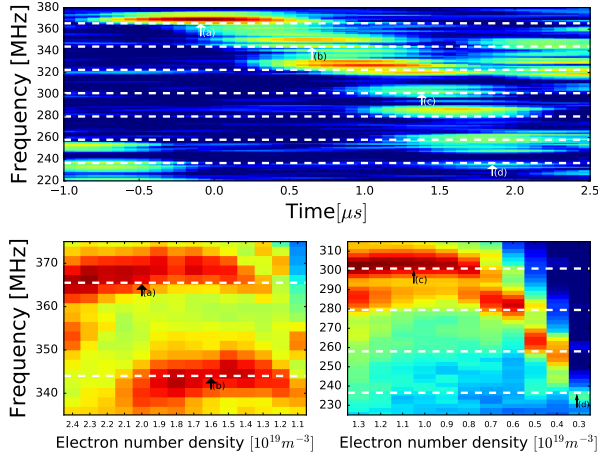 380
360
340
320
300
280
260
240
220
Frequency [MHz]
(a)
(b)
(c)
(d)
−1.0 −0.5 0.0 0.5 1.0 1.5 2.0 2.5
Time[μs]
370
360
350
340
Frequency [MHz]
(a)
(b)
2.4 2.3 2.2 2.1 2.0 1.9 1.8 1.7 1.6 1.5 1.4 1.3 1.2 1.1
Electron number density [10¹⁹m⁻³]
310
300
290
280
270
260
250
240
230
(c)
(d)
1.3 1.2 1.1 1.0 0.9 0.8 0.7 0.6 0.5 0.4 0.3
Electron number density [10¹⁹m⁻³]